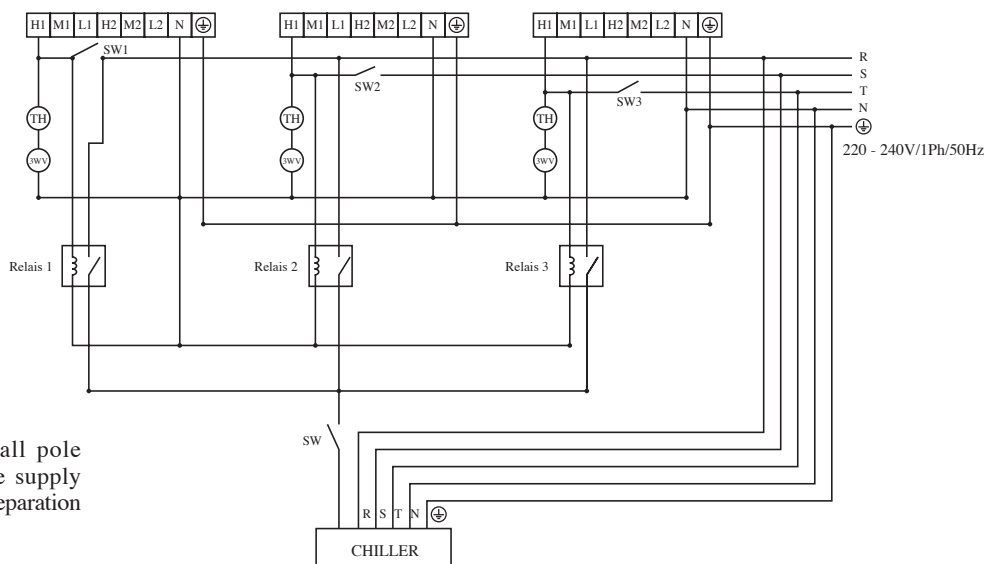 H1 M1 L1 H2 M2 L2 N
H1 M1 L1 H2 M2 L2 N
H1 M1 L1 H2 M2 L2 N
SW1
R
S
SW2
T
SW3
N
TH
TH
TH
220 - 240V/1Ph/50Hz
3WV
3WV
3WV
Relais 1
Relais 2
Relais 3
SW
all pole
e supply
eparation
R S T N
CHILLER